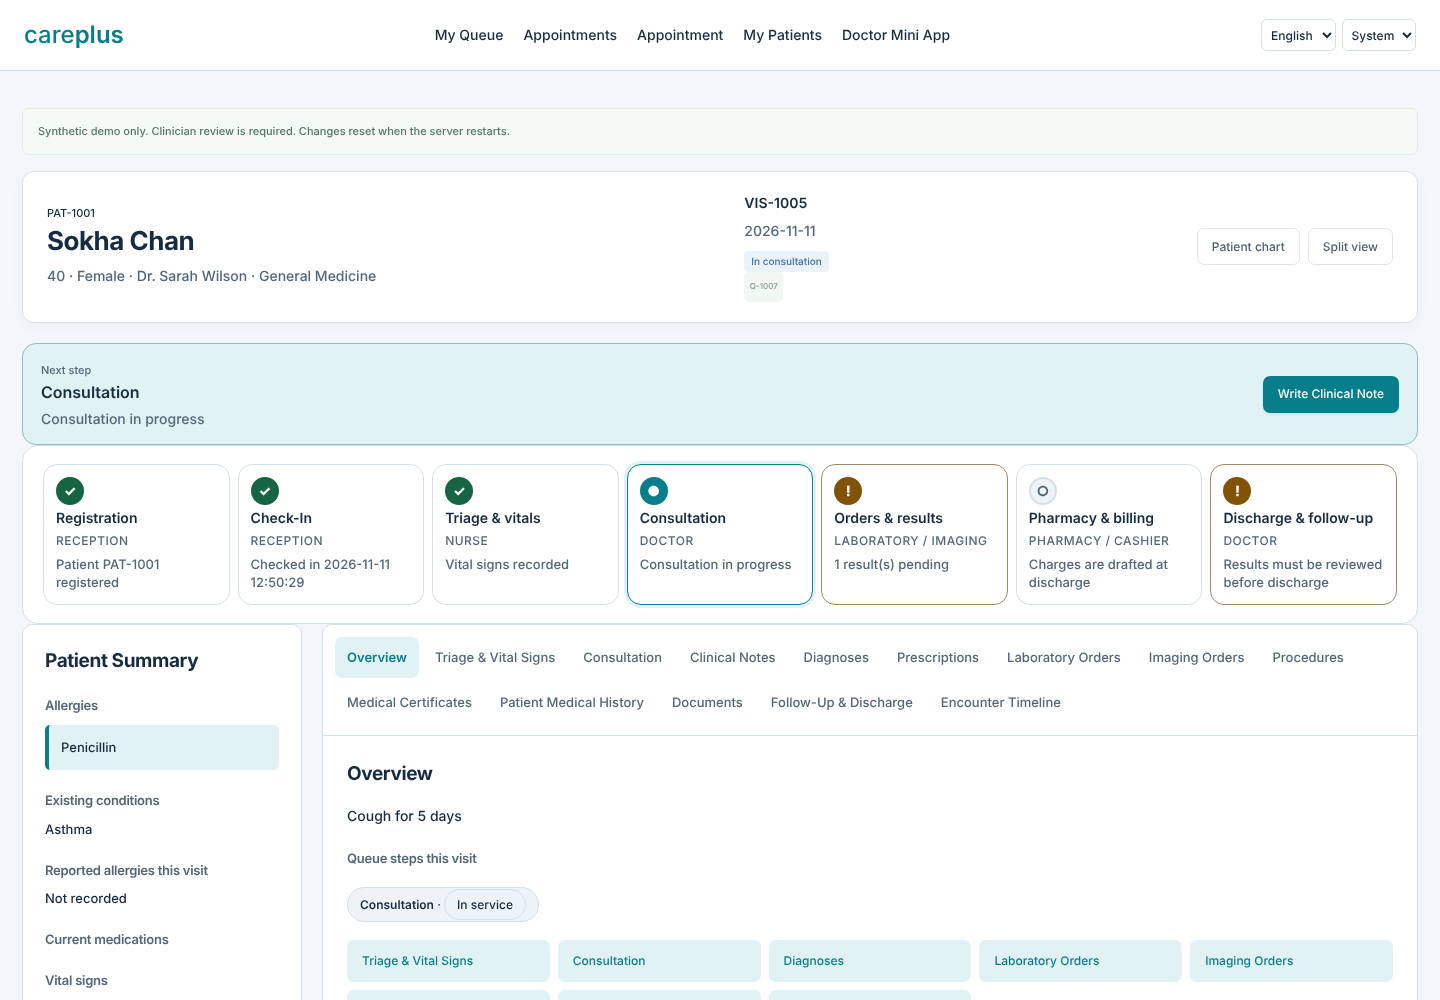 careplus
My Queue
Appointments
Appointment
My Patients
Doctor Mini App
English
System
Synthetic demo only. Clinician review is required. Changes reset when the server restarts.
PAT-1001
Sokha Chan
40 · Female · Dr. Sarah Wilson · General Medicine
VIS-1005
2026-11-11
In consultation
Q-1007
Patient chart
Split view
Next step
Consultation
Consultation in progress
Write Clinical Note
Registration
RECEPTION
Patient PAT-1001
registered
Check-In
RECEPTION
Checked in 2026-11-11
12:50:29
Triage & vitals
NURSE
Vital signs recorded
Consultation
DOCTOR
Consultation in progress
!
Orders & results
LABORATORY / IMAGING
1 result(s) pending
Pharmacy & billing
PHARMACY / CASHIER
Charges are drafted at
discharge
!
Discharge & follow-up
DOCTOR
Results must be reviewed
before discharge
Patient Summary
Allergies
Penicillin
Existing conditions
Asthma
Reported allergies this visit
Not recorded
Current medications
Vital signs
Overview
Triage & Vital Signs
Consultation
Clinical Notes
Diagnoses
Prescriptions
Laboratory Orders
Imaging Orders
Procedures
Medical Certificates
Patient Medical History
Documents
Follow-Up & Discharge
Encounter Timeline
Overview
Cough for 5 days
Queue steps this visit
Consultation · In service
Triage & Vital Signs
Consultation
Diagnoses
Laboratory Orders
Imaging Orders